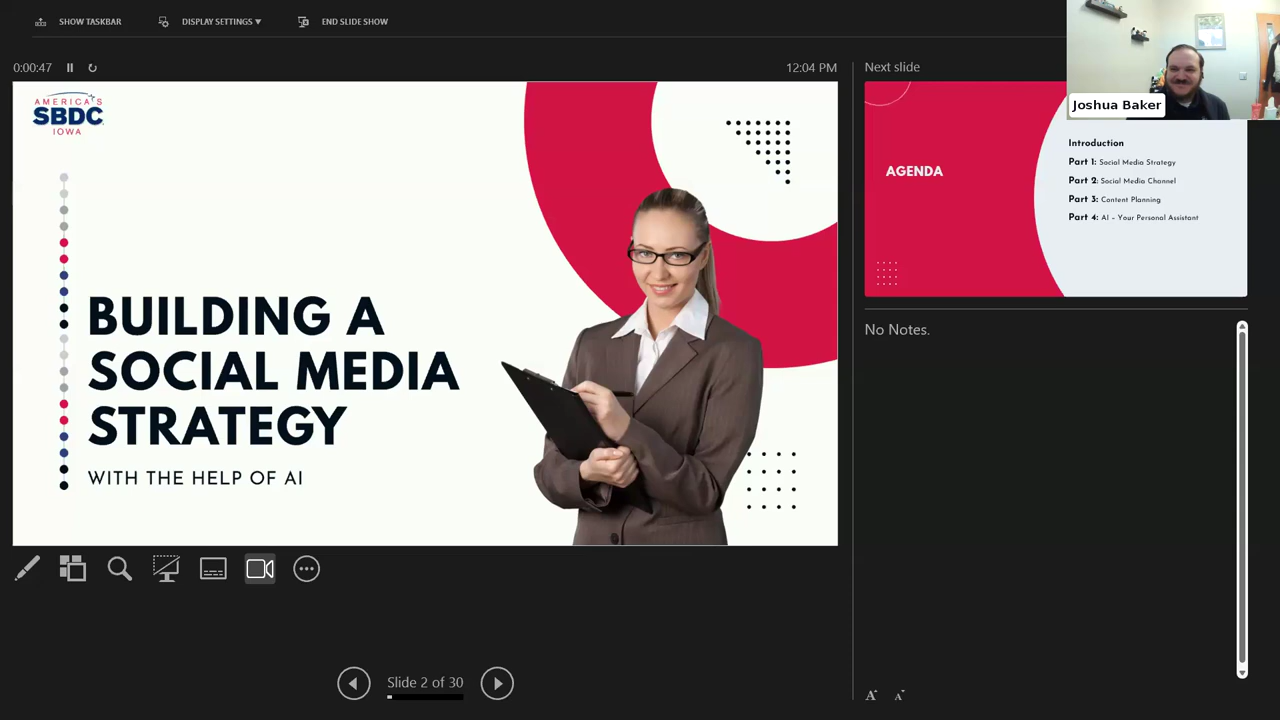 SHOW TASKBAR
DISPLAY SETTINGS ▼
END SLIDE SHOW
0:00:47
12:04 PM
AMERICA'S
SBDC
IOWA
BUILDING A
SOCIAL MEDIA
STRATEGY
WITH THE HELP OF AI
Slide 2 of 30
Next slide
Joshua Baker
AGENDA
Introduction
Part 1: Social Media Strategy
Part 2: Social Media Channel
Part 3: Content Planning
Part 4: AI – Your Personal Assistant
No Notes.
A A